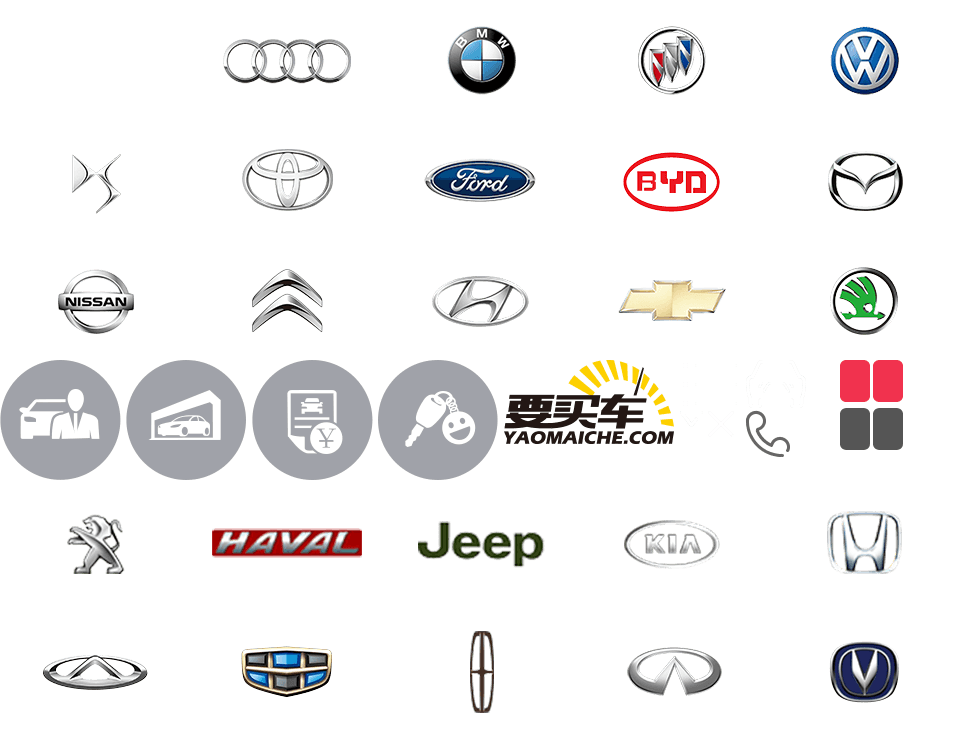 BMW
Ford
BYD
NISSAN
¥
要买车
YAOMAICHE.COM
HAVAL
Jeep
KIA